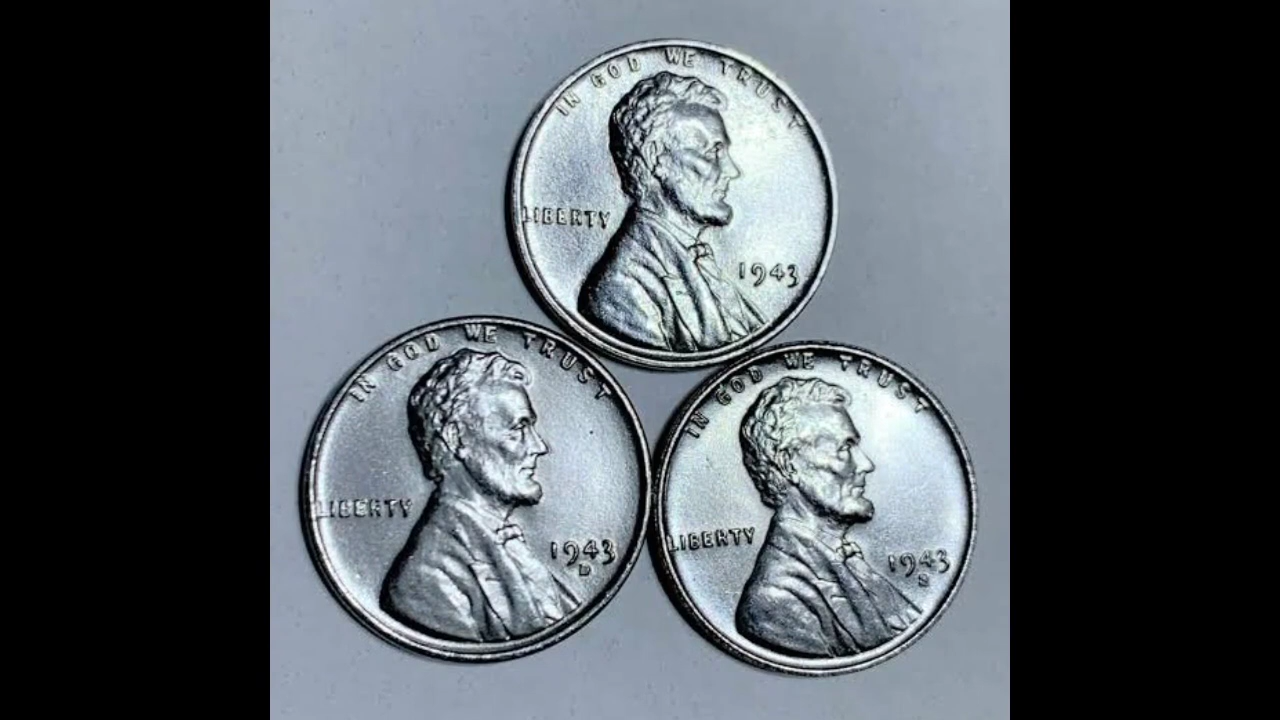 IN GOD WE TRUST
LIBERTY
1943
IN GOD WE TRUST
LIBERTY
1943
D
IN GOD WE TRUST
LIBERTY
1943
S